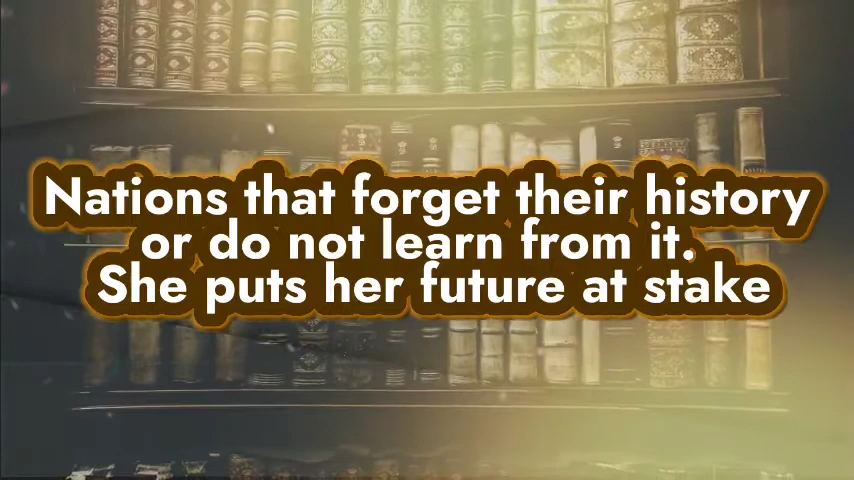 Nations that forget their history
or do not learn from it.
She puts her future at stake